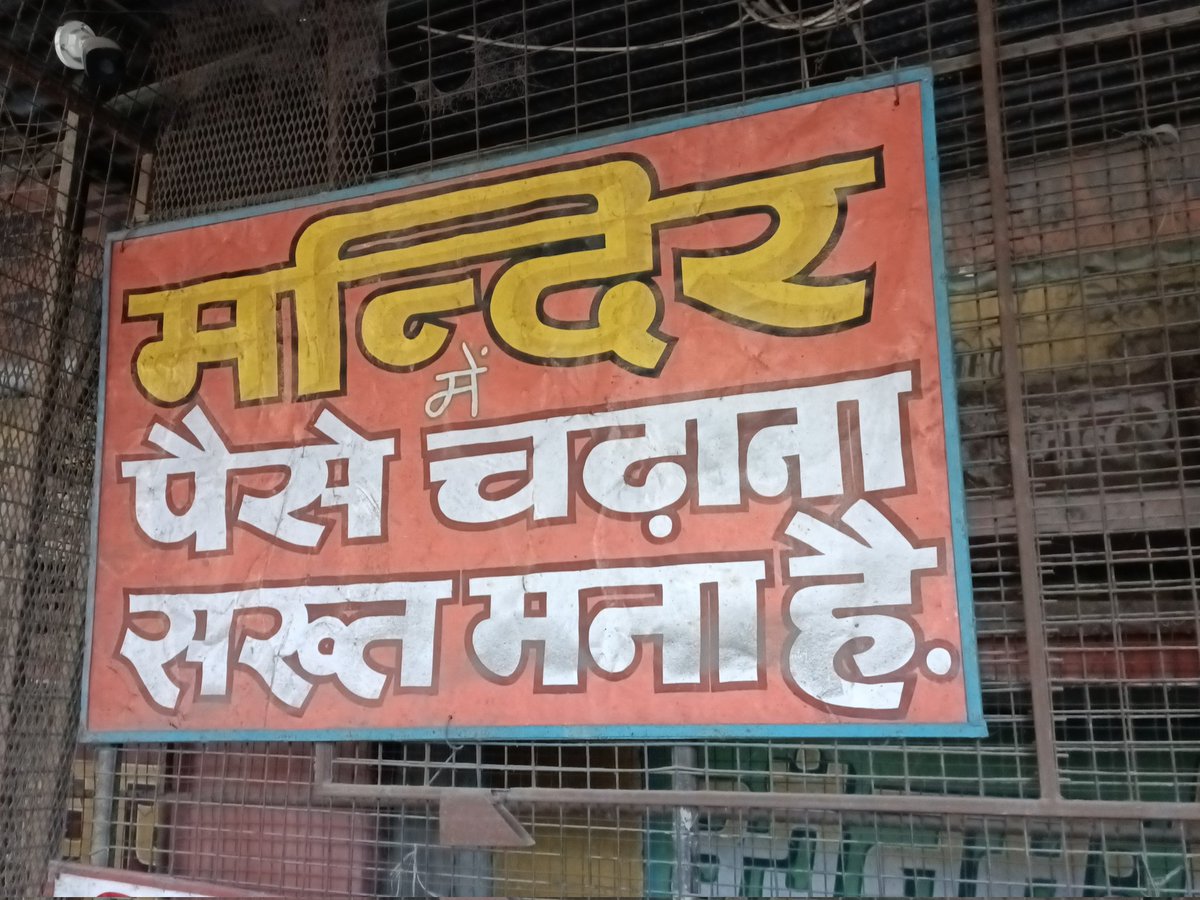 मन्दिर
में
पैसे चढ़ाना
सख्त मना है.